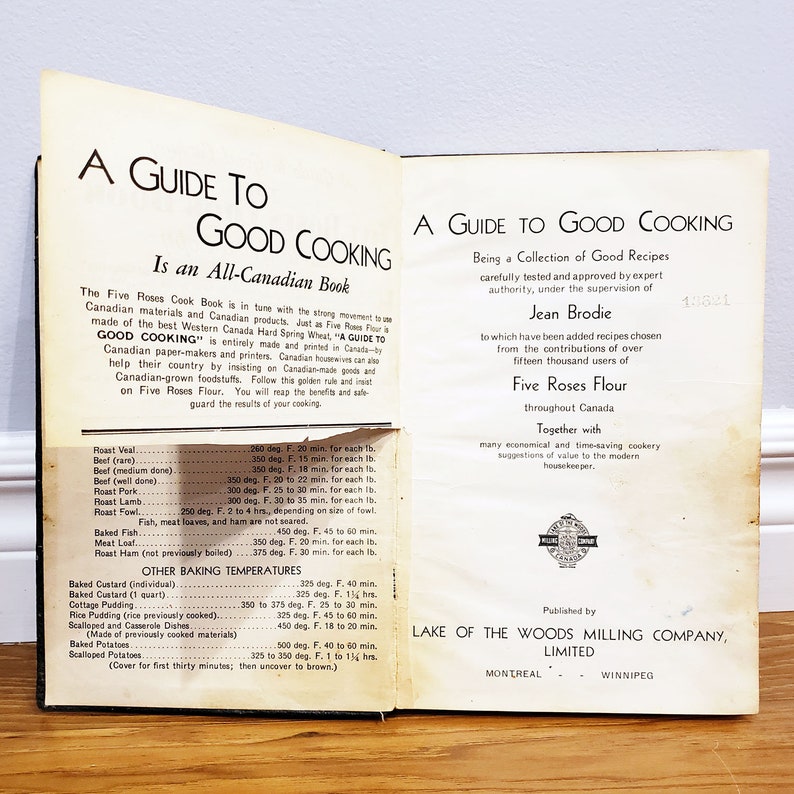 A GUIDE TO
GOOD COOKING
Is an All-Canadian Book
The Five Roses Cook Book is in tune with the strong movement to use
Canadian materials and Canadian products. Just as Five Roses Flour is
made of the best Western Canada Hard Spring Wheat, "A GUIDE TO
GOOD COOKING" is entirely made and printed in Canada—by
Canadian paper-makers and printers. Canadian housewives can also
help their country by insisting on Canadian-made goods and
Canadian-grown foodstuffs. Follow this golden rule and insist
on Five Roses Flour. You will reap the benefits and safe-
guard the results of your cooking.
Roast Veal........................260 deg. F. 20 min. for each lb.
Beef (rare)........................350 deg. F. 15 min. for each lb.
Beef (medium done)................350 deg. F. 18 min. for each lb.
Beef (well done)..............350 deg. F. 20 to 22 min. for each lb.
Roast Pork....................300 deg. F. 25 to 30 min. for each lb.
Roast Lamb...................300 deg. F. 30 to 35 min. for each lb.
Roast Fowl...........250 deg. F. 2 to 4 hrs., depending on size of fowl.
Fish, meat loaves, and ham are not seared.
Baked Fish..............................450 deg. F. 45 to 60 min.
Meat Loaf..........................350 deg. F. 20 min. for each lb.
Roast Ham (not previously boiled)....375 deg. F. 30 min. for each lb.
OTHER BAKING TEMPERATURES
Baked Custard (individual).........................325 deg. F. 40 min.
Baked Custard (1 quart)..........................325 deg. F. 1¼ hrs.
Cottage Pudding................350 to 375 deg. F. 25 to 30 min.
Rice Pudding (rice previously cooked)..........325 deg. F. 45 to 60 min.
Scalloped and Casserole Dishes................450 deg. F. 18 to 20 min.
(Made of previously cooked materials)
Baked Potatoes.............................500 deg. F. 40 to 60 min.
Scalloped Potatoes.................325 to 350 deg. F. 1 to 1¼ hrs.
(Cover for first thirty minutes; then uncover to brown.)
A GUIDE TO GOOD COOKING
Being a Collection of Good Recipes
carefully tested and approved by expert
authority, under the supervision of
Jean Brodie
13821
to which have been added recipes chosen
from the contributions of over
fifteen thousand users of
Five Roses Flour
throughout Canada
Together with
many economical and time-saving cookery
suggestions of value to the modern
housekeeper.
LAKE OF THE WOODS
MILLING COMPANY
CANADA
Published by
LAKE OF THE WOODS MILLING COMPANY,
LIMITED
MONTREAL - - WINNIPEG